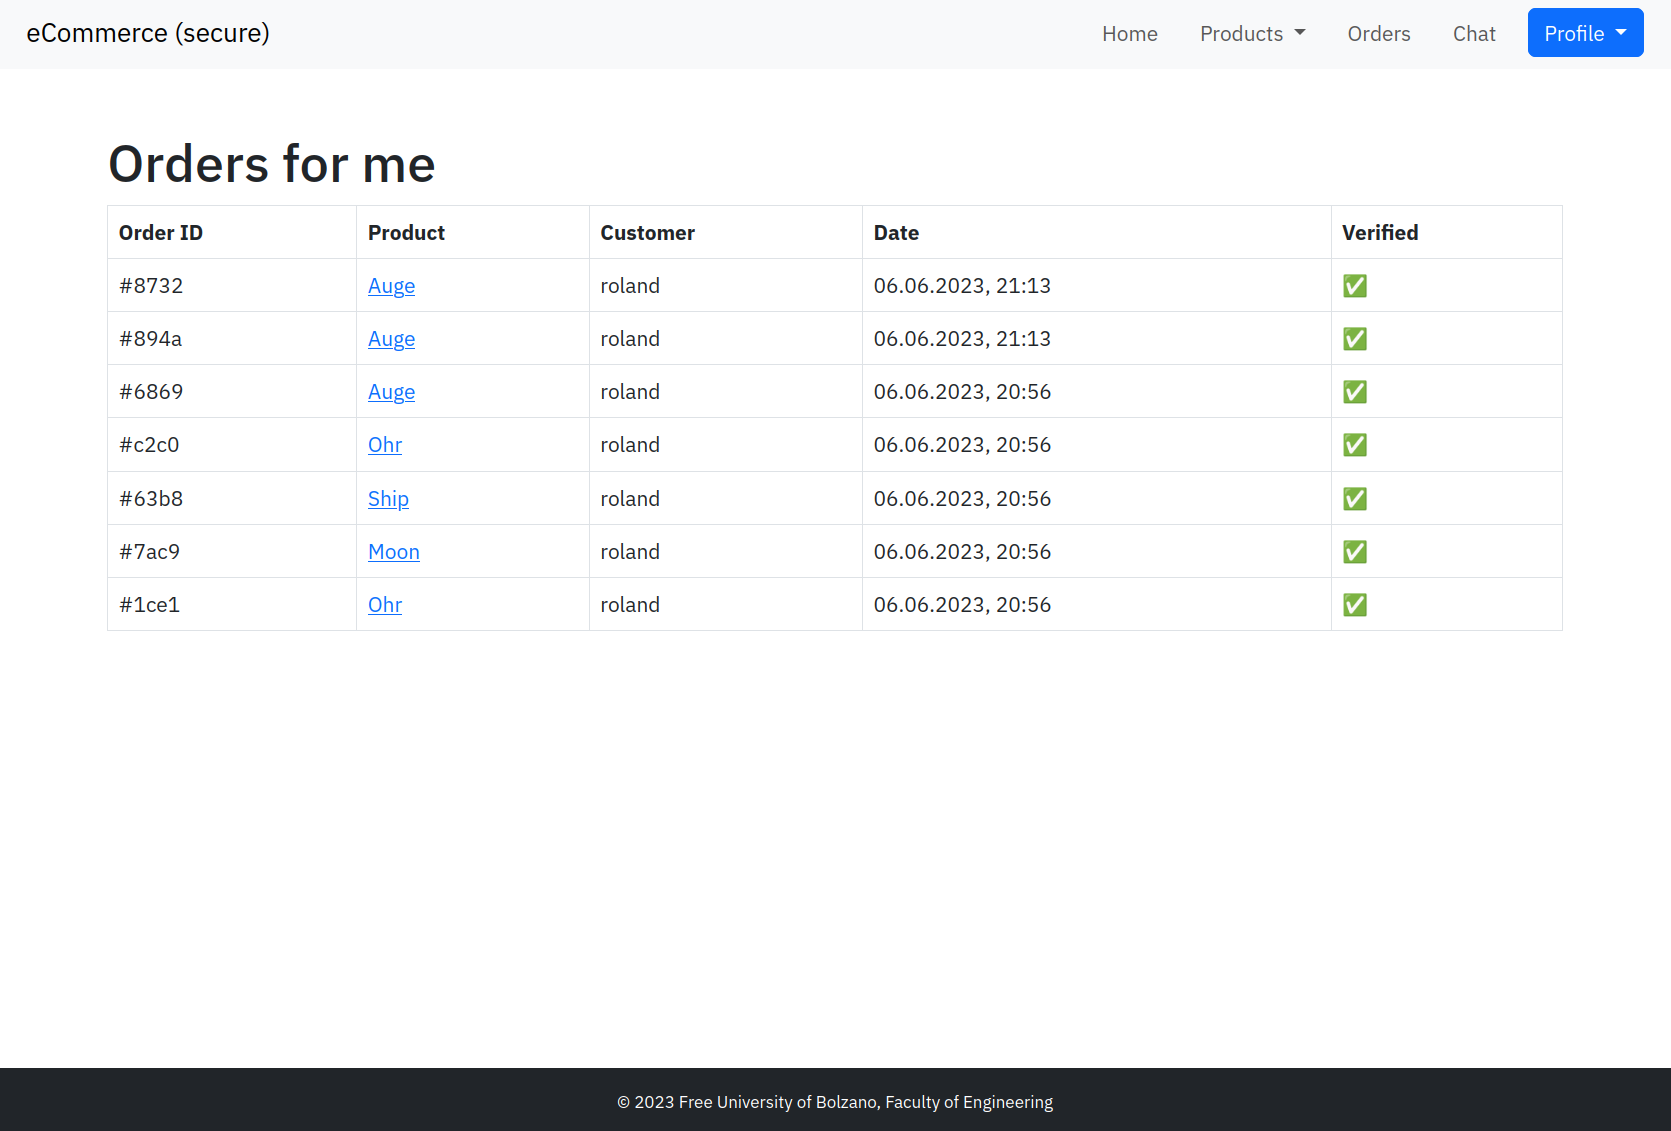 eCommerce (secure) Home Products Orders Chat Profile
Orders for me
Order ID Product Customer Date Verified
#8732 Auge roland 06.06.2023, 21:13 ✅
#894a Auge roland 06.06.2023, 21:13 ✅
#6869 Auge roland 06.06.2023, 20:56 ✅
#c2c0 Ohr roland 06.06.2023, 20:56 ✅
#63b8 Ship roland 06.06.2023, 20:56 ✅
#7ac9 Moon roland 06.06.2023, 20:56 ✅
#1ce1 Ohr roland 06.06.2023, 20:56 ✅
© 2023 Free University of Bolzano, Faculty of Engineering